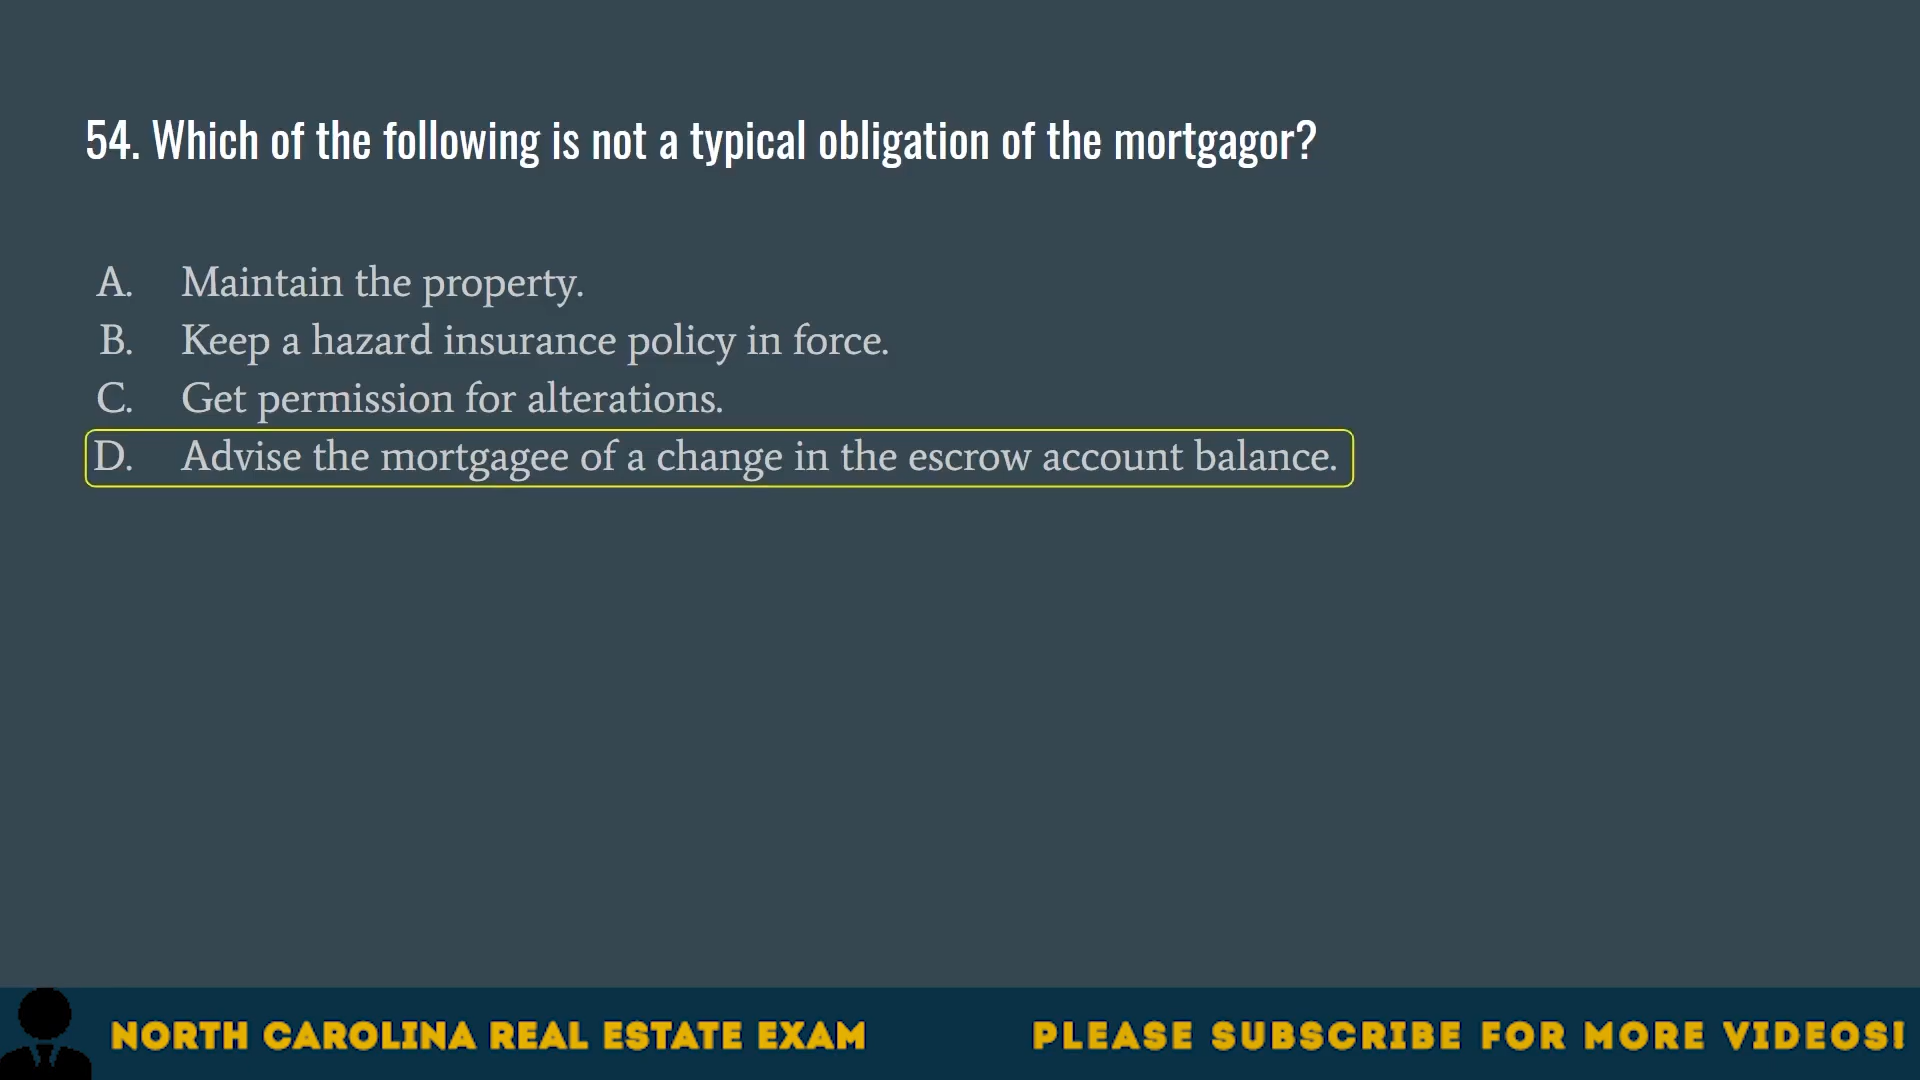 54. Which of the following is not a typical obligation of the mortgagor?
A. Maintain the property.
B. Keep a hazard insurance policy in force.
C. Get permission for alterations.
D. Advise the mortgagee of a change in the escrow account balance.
NORTH CAROLINA REAL ESTATE EXAM
PLEASE SUBSCRIBE FOR MORE VIDEOS!